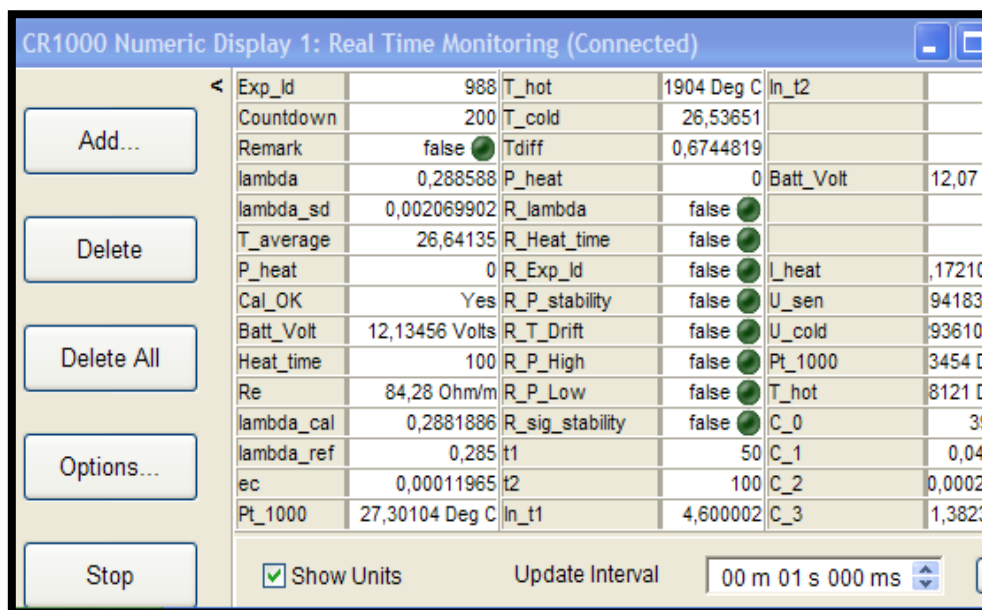 CR1000 Numeric Display 1: Real Time Monitoring (Connected)
<
Add...
Delete
Delete All
Options...
Stop
Exp_Id 988 T_hot 1904 Deg C In_t2
Countdown 200 T_cold 26,53651
Remark false Tdiff 0,6744819
lambda 0,288588 P_heat 0 Batt_Volt 12,07
lambda_sd 0,002069902 R_lambda false
T_average 26,64135 R_Heat_time false
P_heat 0 R_Exp_Id false I_heat ,17210
Cal_OK Yes R_P_stability false U_sen 94183
Batt_Volt 12,13456 Volts R_T_Drift false U_cold 93610
Heat_time 100 R_P_High false Pt_1000 3454 D
Re 84,28 Ohm/m R_P_Low false T_hot 8121 D
lambda_cal 0,2881886 R_sig_stability false C_0 39
lambda_ref 0,285 t1 50 C_1 0,04
ec 0,00011965 t2 100 C_2 0,0002
Pt_1000 27,30104 Deg C In_t1 4,600002 C_3 1,3823
Show Units Update Interval 00 m 01 s 000 ms